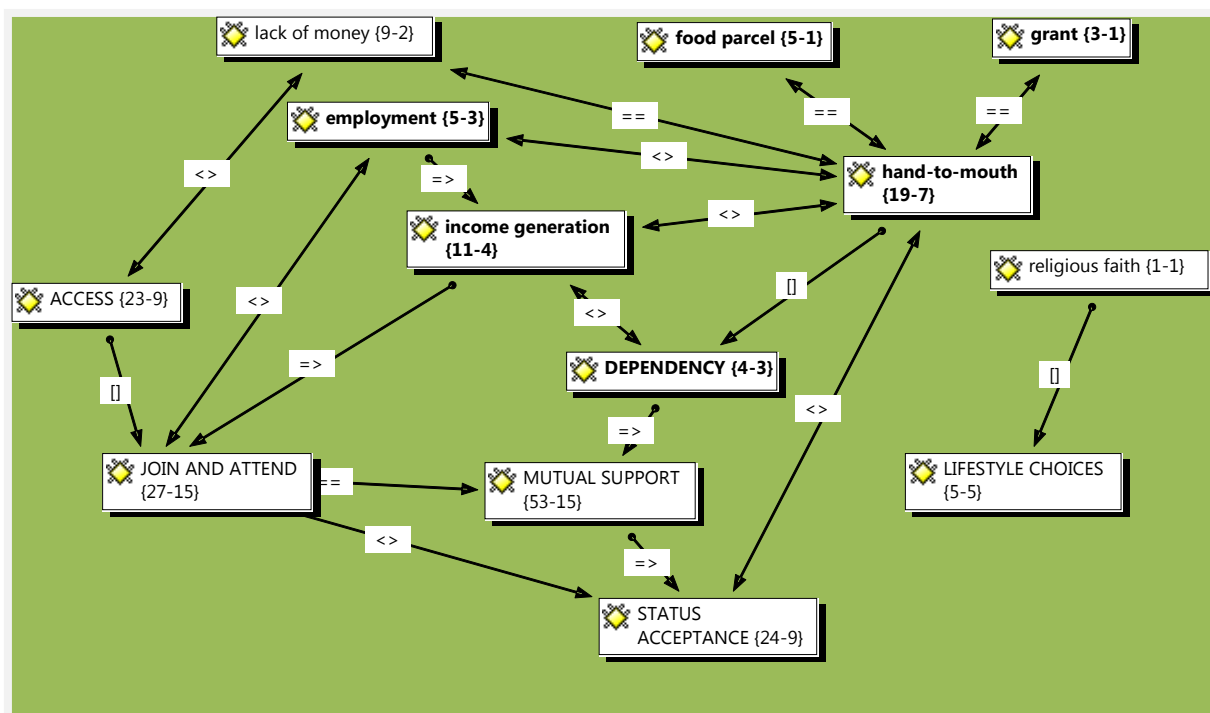 lack of money {9-2}
food parcel {5-1}
grant {3-1}
employment {5-3}
==
==
==
<>
<>
=>
hand-to-mouth
{19-7}
<>
income generation
{11-4}
religious faith {1-1}
ACCESS {23-9}
<>
[]
<>
=>
DEPENDENCY {4-3}
[]
[]
<>
=>
JOIN AND ATTEND
{27-15}
==
MUTUAL SUPPORT
{53-15}
LIFESTYLE CHOICES
{5-5}
<>
=>
STATUS
ACCEPTANCE {24-9}